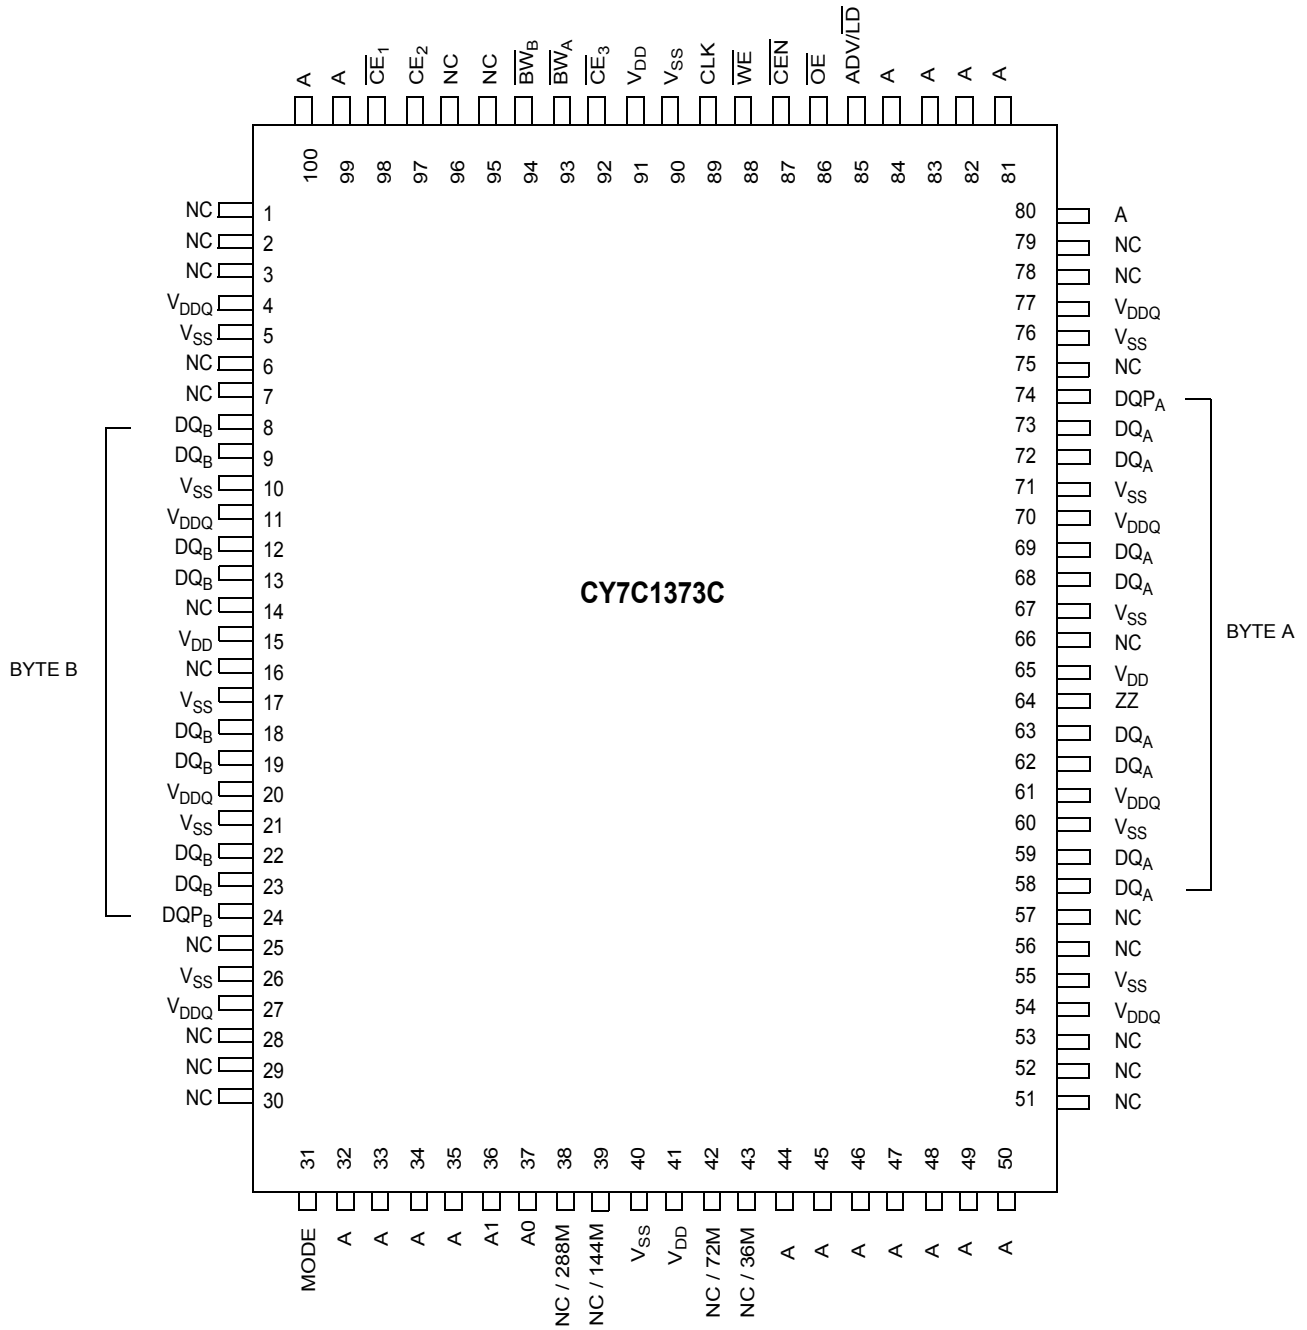 A
A
CE1
CE2
NC
NC
BWB
BWA
CE3
VDD
VSS
CLK
WE
CEN
OE
ADV/LD
A
A
A
A
100
99
98
97
96
95
94
93
92
91
90
89
88
87
86
85
84
83
82
81
NC 1
NC 2
NC 3
VDDQ 4
VSS 5
NC 6
NC 7
DQB 8
DQB 9
VSS 10
VDDQ 11
DQB 12
DQB 13
NC 14
VDD 15
NC 16
VSS 17
DQB 18
DQB 19
VDDQ 20
VSS 21
DQB 22
DQB 23
DQPB 24
NC 25
VSS 26
VDDQ 27
NC 28
NC 29
NC 30
BYTE B
CY7C1373C
80 A
79 NC
78 NC
77 VDDQ
76 VSS
75 NC
74 DQPA
73 DQA
72 DQA
71 VSS
70 VDDQ
69 DQA
68 DQA
67 VSS
66 NC
65 VDD
64 ZZ
63 DQA
62 DQA
61 VDDQ
60 VSS
59 DQA
58 DQA
57 NC
56 NC
55 VSS
54 VDDQ
53 NC
52 NC
51 NC
BYTE A
31
32
33
34
35
36
37
38
39
40
41
42
43
44
45
46
47
48
49
50
MODE
A
A
A
A
A1
A0
NC / 288M
NC / 144M
VSS
VDD
NC / 72M
NC / 36M
A
A
A
A
A
A
A